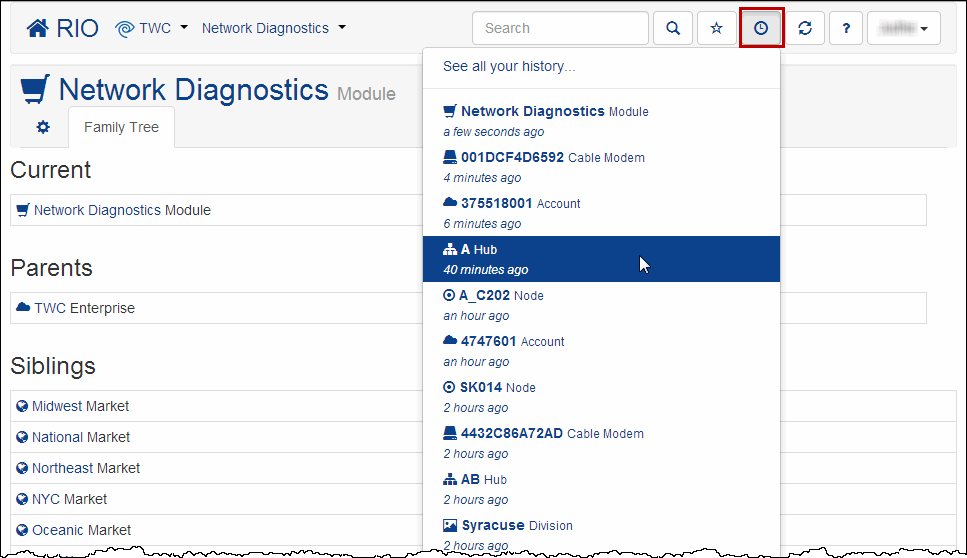 RIO TWC Network Diagnostics Search ?
See all your history...
Network Diagnostics Module
Family Tree
Network Diagnostics Module
a few seconds ago
001DCF4D6592 Cable Modem
4 minutes ago
375518001 Account
6 minutes ago
A Hub
40 minutes ago
A_C202 Node
an hour ago
4747601 Account
an hour ago
SK014 Node
2 hours ago
4432C86A72AD Cable Modem
2 hours ago
AB Hub
2 hours ago
Syracuse Division
2 hours ago
Current
Network Diagnostics Module
Parents
TWC Enterprise
Siblings
Midwest Market
National Market
Northeast Market
NYC Market
Oceanic Market